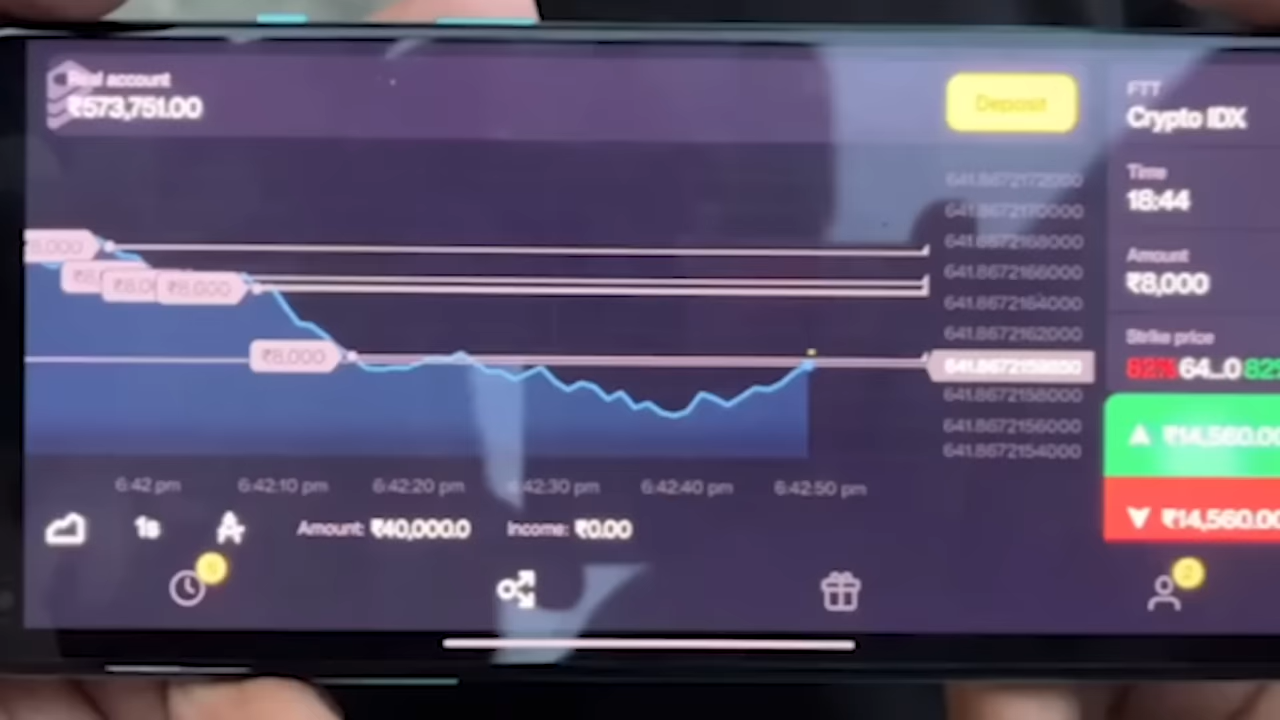 Real account
₹573,751.00
Deposit
FTT
Crypto IDX
Time
18:44
Amount
₹8,000
Strike price
82% 64...0 82%
₹14,560.00
₹14,560.00
641.8672172000
641.8672170000
641.8672168000
641.8672166000
641.8672164000
641.8672162000
641.8672158000
641.8672156000
641.8672154000
₹8,000
₹8,000
6:42 pm 6:42:10 pm 6:42:20 pm 6:42:30 pm 6:42:40 pm 6:42:50 pm
1s Amount: ₹40,000.0 Income: ₹0.00